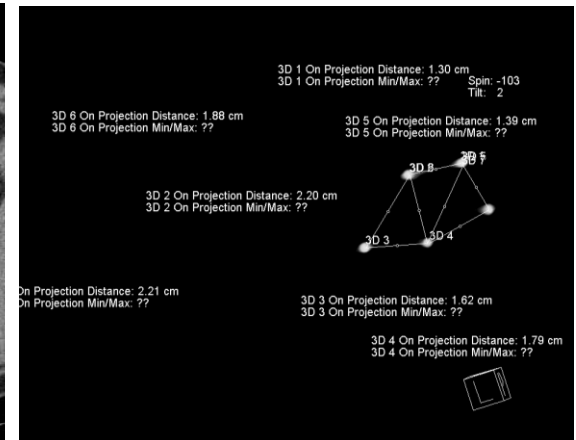 3D 1 On Projection Distance: 1.30 cm
3D 1 On Projection Min/Max: ??
Spin: -103
Tilt: 2
3D 6 On Projection Distance: 1.88 cm
3D 6 On Projection Min/Max: ??
3D 5 On Projection Distance: 1.39 cm
3D 5 On Projection Min/Max: ??
3D 8
3D 7
3D 2 On Projection Distance: 2.20 cm
3D 2 On Projection Min/Max: ??
3D 3
3D 4
On Projection Distance: 2.21 cm
On Projection Min/Max: ??
3D 3 On Projection Distance: 1.62 cm
3D 3 On Projection Min/Max: ??
3D 4 On Projection Distance: 1.79 cm
3D 4 On Projection Min/Max: ??